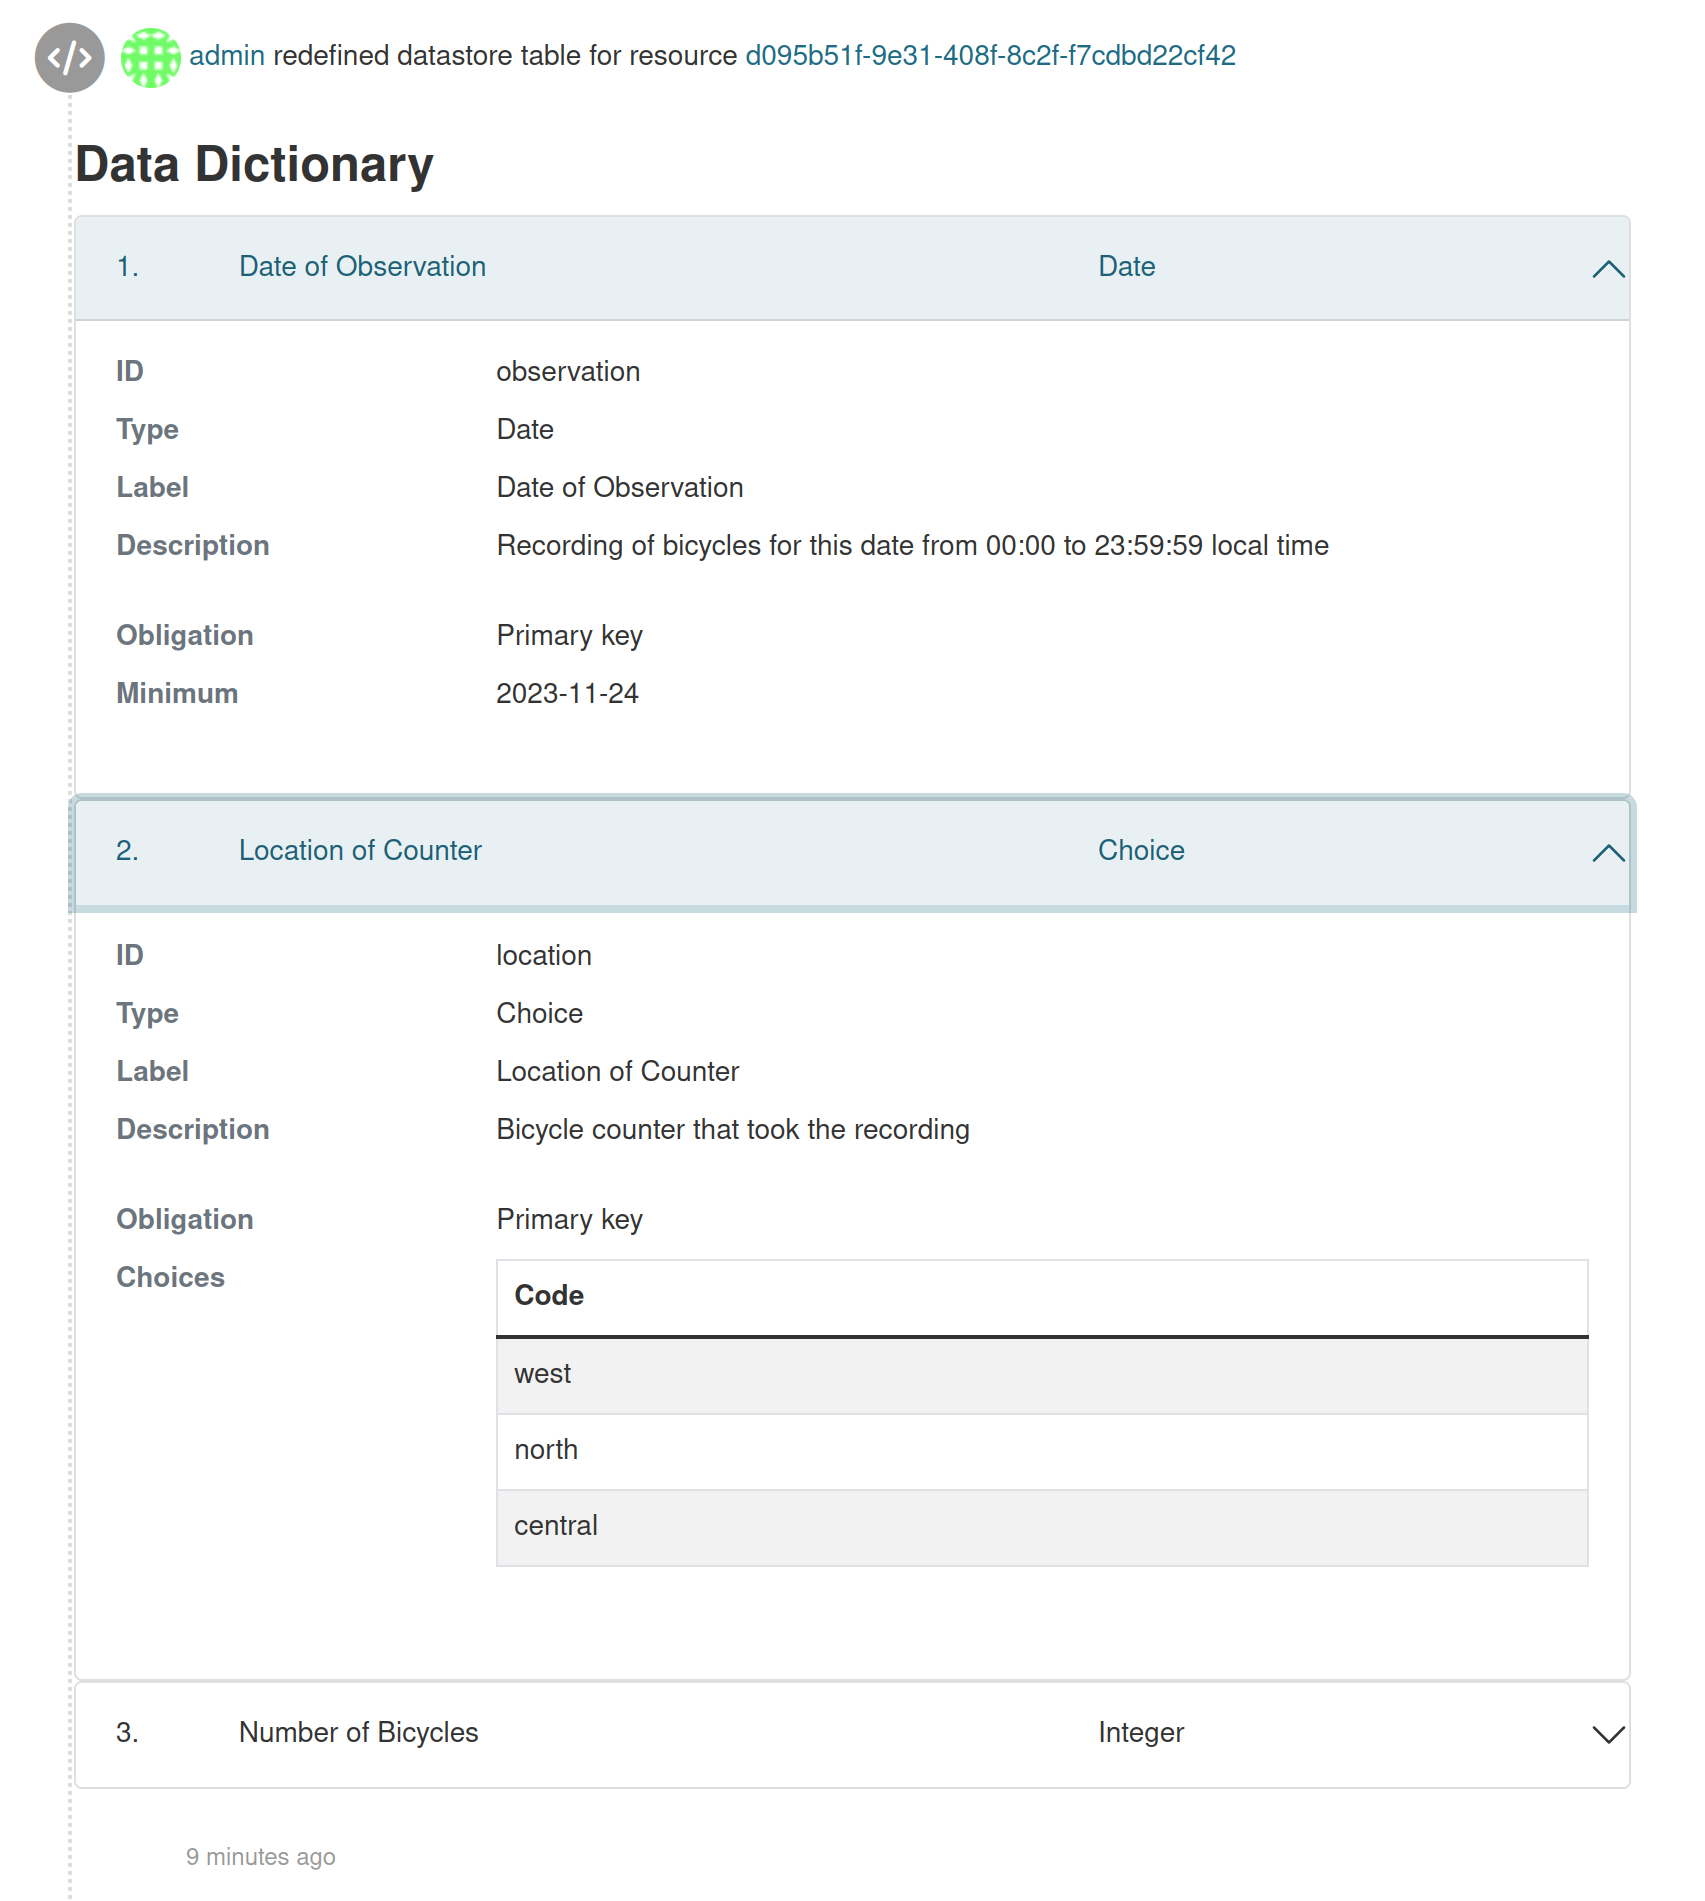 admin redefined datastore table for resource d095b51f-9e31-408f-8c2f-f7cdbd22cf42
Data Dictionary
1. Date of Observation Date
ID observation
Type Date
Label Date of Observation
Description Recording of bicycles for this date from 00:00 to 23:59:59 local time
Obligation Primary key
Minimum 2023-11-24
2. Location of Counter Choice
ID location
Type Choice
Label Location of Counter
Description Bicycle counter that took the recording
Obligation Primary key
Choices Code
west
north
central
3. Number of Bicycles Integer
9 minutes ago